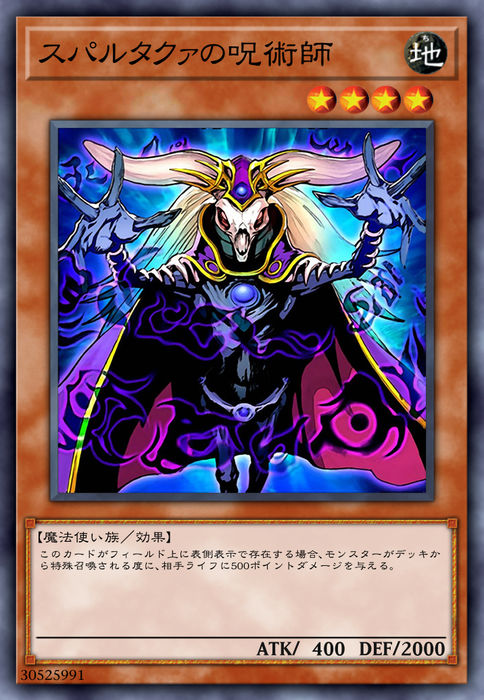 スパルタクァの呪術師
ち
地
【魔法使い族／効果】
このカードがフィールド上に表側表示で存在する場合、モンスターがデッキか
ら特殊召喚される度に、相手ライフに500ポイントダメージを与える。
ATK/ 400 DEF/2000
30525991